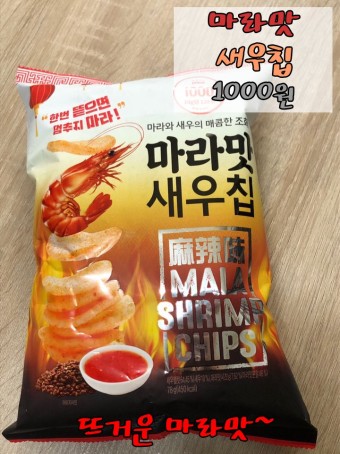 마라맛
새우칩
1000원
1000
"한번 뜯으면
멈추지 마라!"
마라와 새우의 매콤한 조화
마라맛
새우칩
麻辣味
MALA
SHRIMP
CHIPS
뜨거운 마라맛~